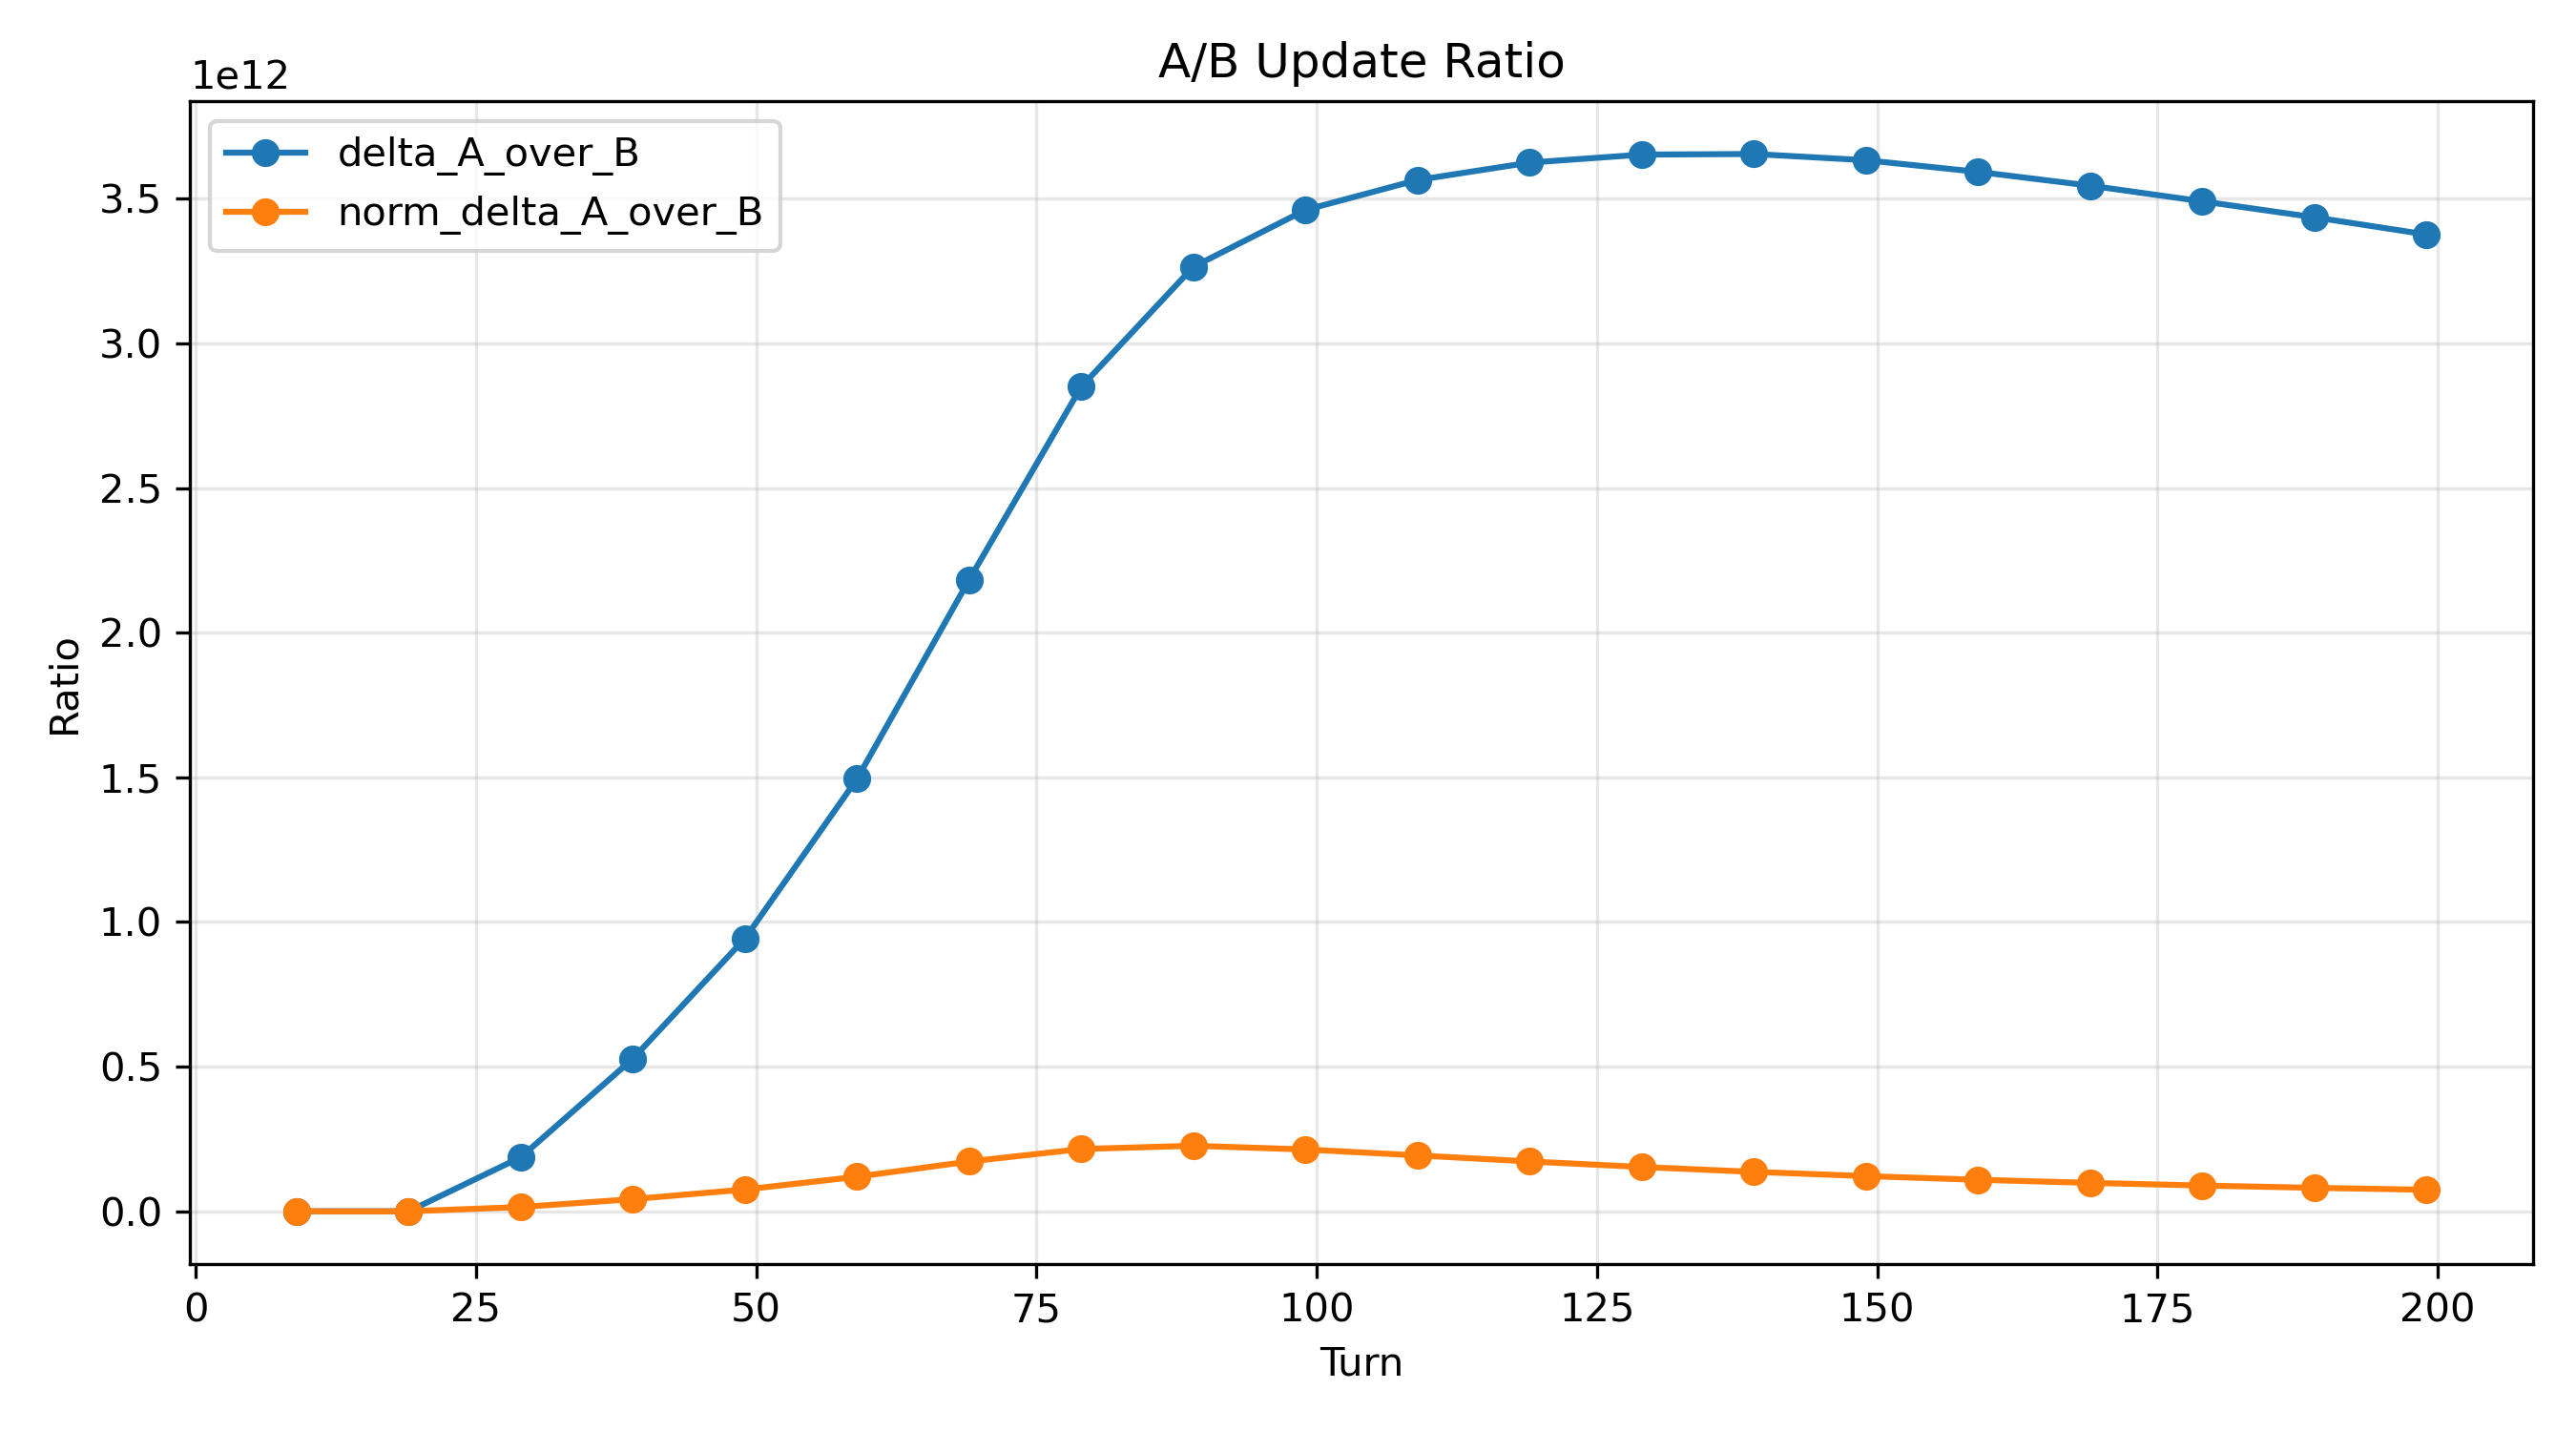 A/B Update Ratio
1e12
delta_A_over_B
norm_delta_A_over_B
3.5
3.0
2.5
2.0
1.5
1.0
0.5
0.0
Ratio
0 25 50 75 100 125 150 175 200
Turn